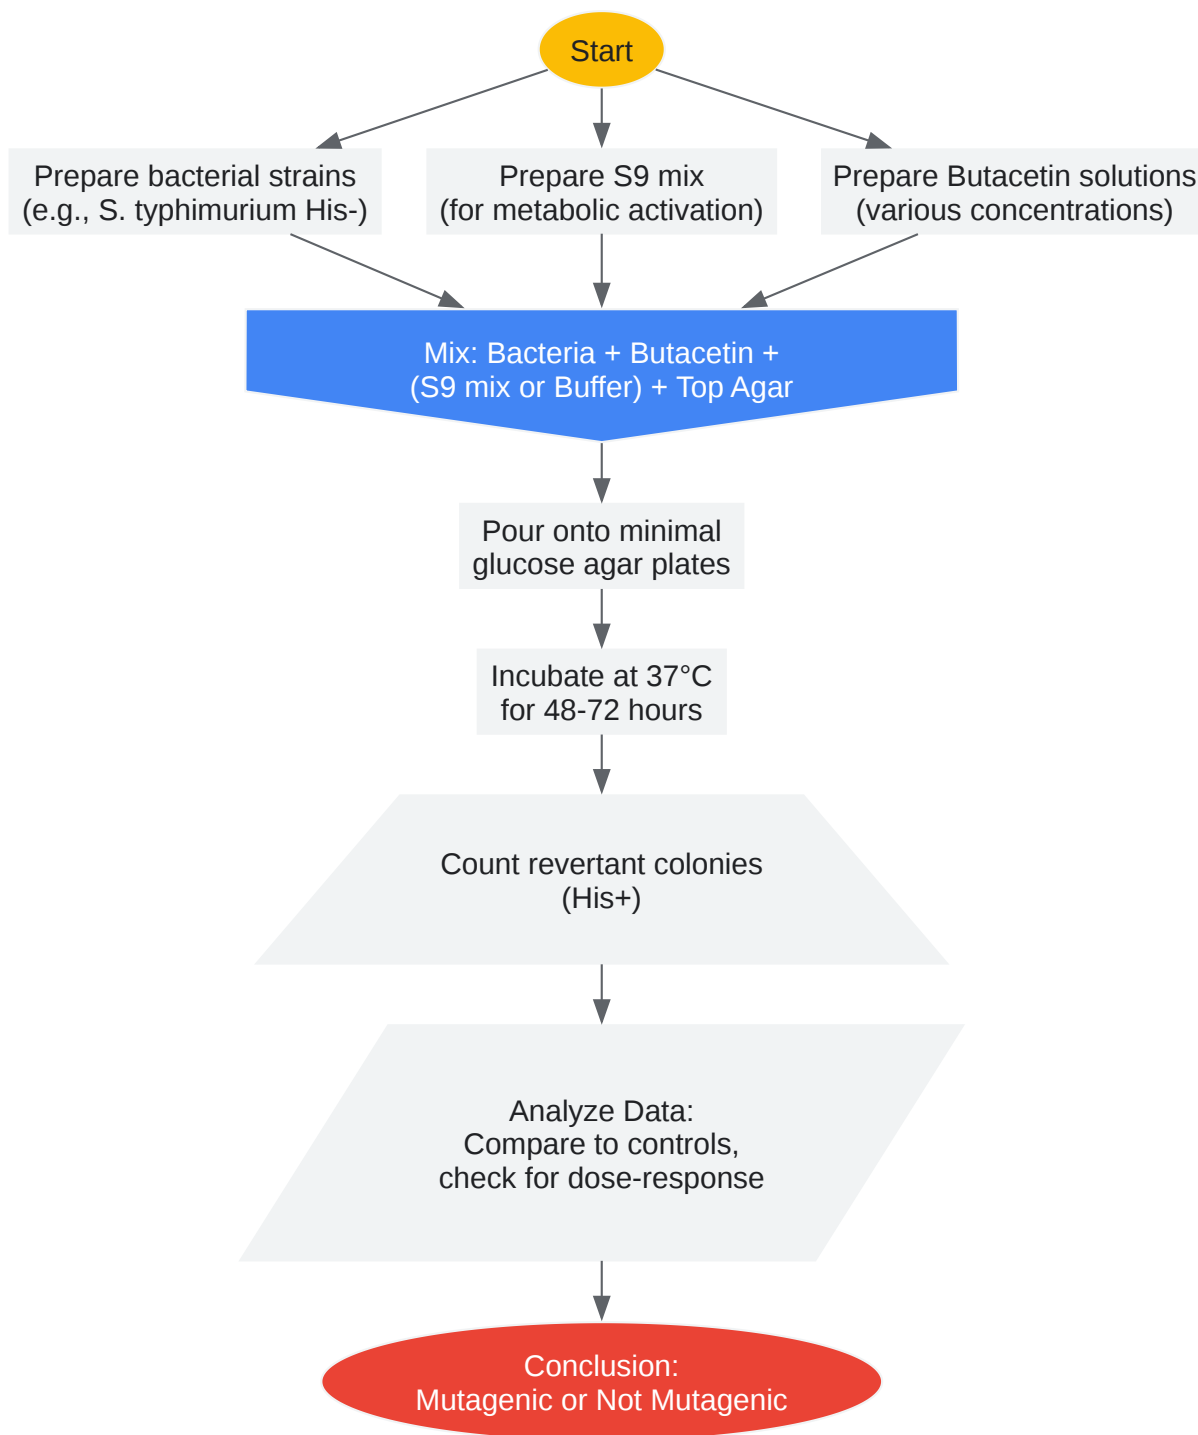 Start
Prepare bacterial strains
(e.g., S. typhimurium His-)
Prepare S9 mix
(for metabolic activation)
Prepare Butacetin solutions
(various concentrations)
Mix: Bacteria + Butacetin +
(S9 mix or Buffer) + Top Agar
Pour onto minimal
glucose agar plates
Incubate at 37°C
for 48-72 hours
Count revertant colonies
(His+)
Analyze Data:
Compare to controls,
check for dose-response
Conclusion:
Mutagenic or Not Mutagenic